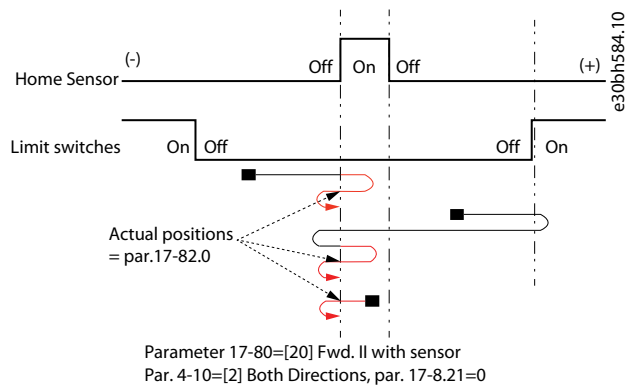 (-)
Off
On
Off
(+)
Home Sensor
e30bh584.10
Limit switches
On
Off
Off
On
Actual positions
= par.17-82.0
Parameter 17-80=[20] Fwd. II with sensor
Par. 4-10=[2] Both Directions, par. 17-8.21=0